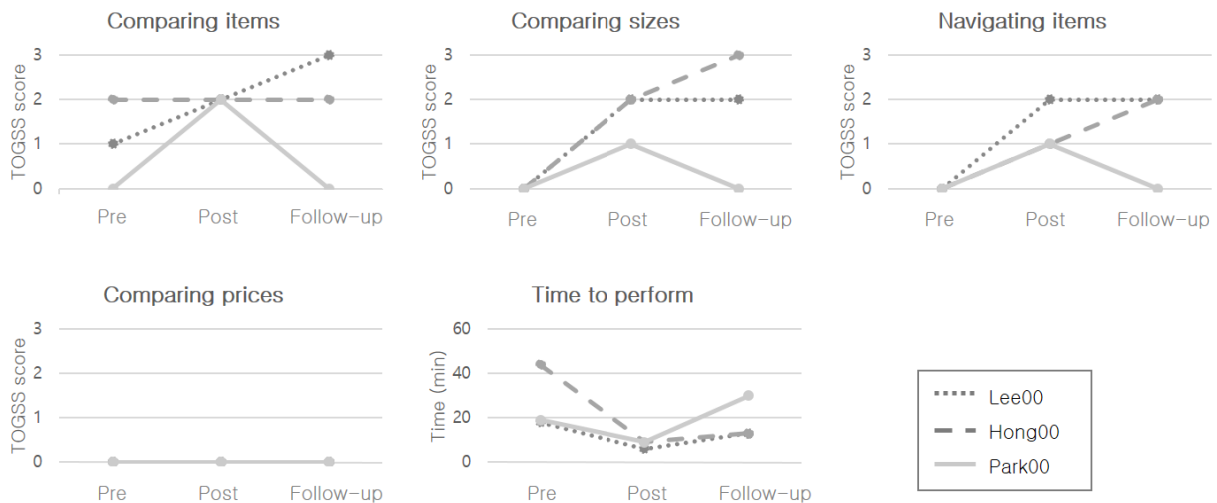 Comparing items
3
2
1
0
TOGSS score
Pre Post Follow-up
Comparing sizes
3
2
1
0
TOGSS score
Pre Post Follow-up
Navigating items
3
2
1
0
TOGSS score
Pre Post Follow-up
Comparing prices
3
2
1
0
TOGSS score
Pre Post Follow-up
Time to perform
60
40
20
0
Time (min)
Pre Post Follow-up
Lee00
Hong00
Park00